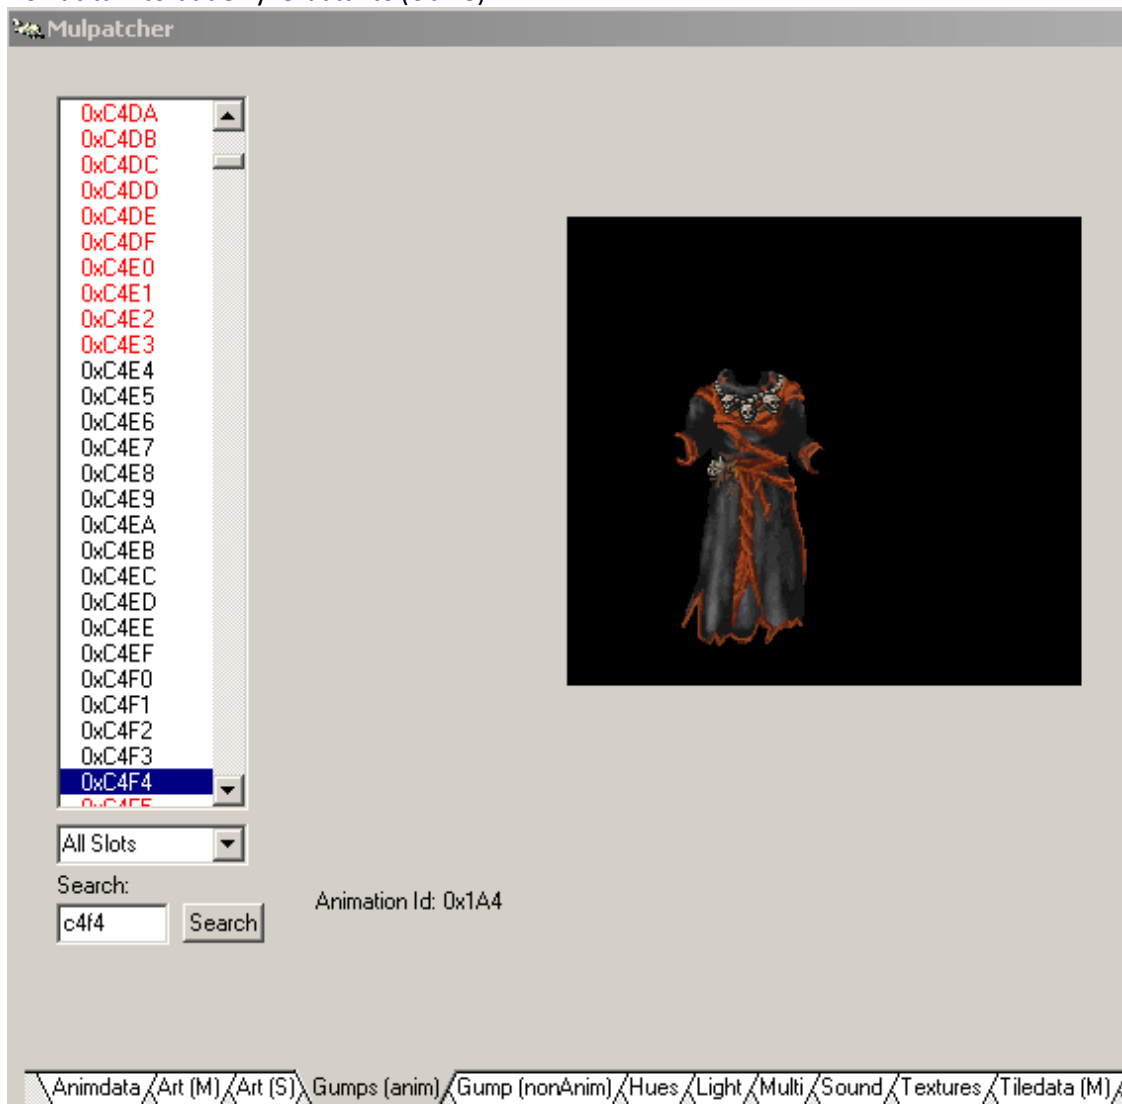 Mulpatcher
0xC4DA
0xC4DB
0xC4DC
0xC4DD
0xC4DE
0xC4DF
0xC4E0
0xC4E1
0xC4E2
0xC4E3
0xC4E4
0xC4E5
0xC4E6
0xC4E7
0xC4E8
0xC4E9
0xC4EA
0xC4EB
0xC4EC
0xC4ED
0xC4EE
0xC4EF
0xC4F0
0xC4F1
0xC4F2
0xC4F3
0xC4F4
All Slots
Search:
c4f4 Search
Animation Id: 0x1A4
Animdata Art (M) Art (S) Gumps (anim) Gump (nonAnim) Hues Light Multi Sound Textures Tiledata (M)